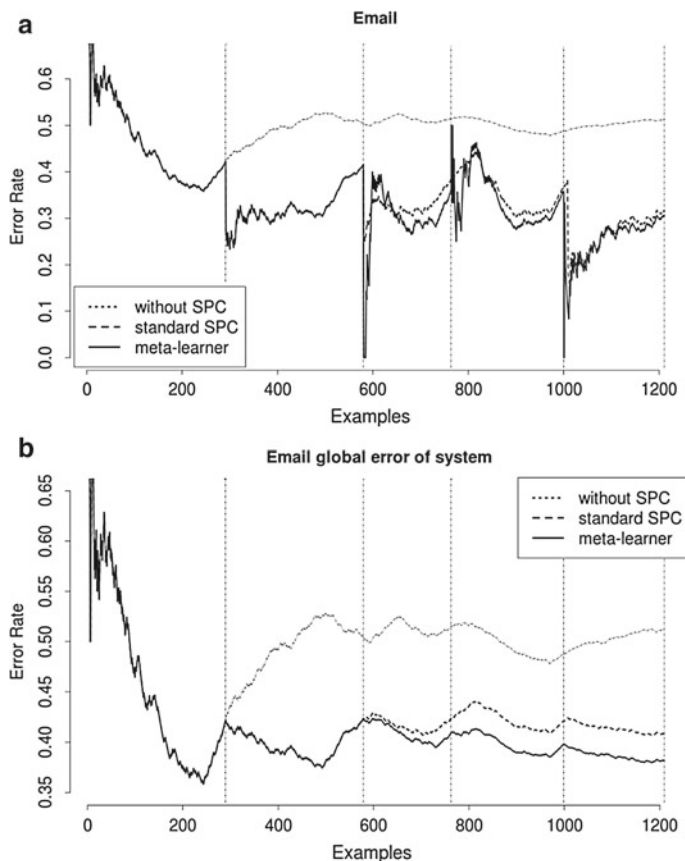 a
Email
Error Rate
0.6
0.5
0.4
0.3
0.2
0.1
0.0
without SPC
standard SPC
meta-learner
0 200 400 600 800 1000 1200
Examples
b
Email global error of system
Error Rate
0.65
0.60
0.55
0.50
0.45
0.40
0.35
without SPC
standard SPC
meta-learner
0 200 400 600 800 1000 1200
Examples